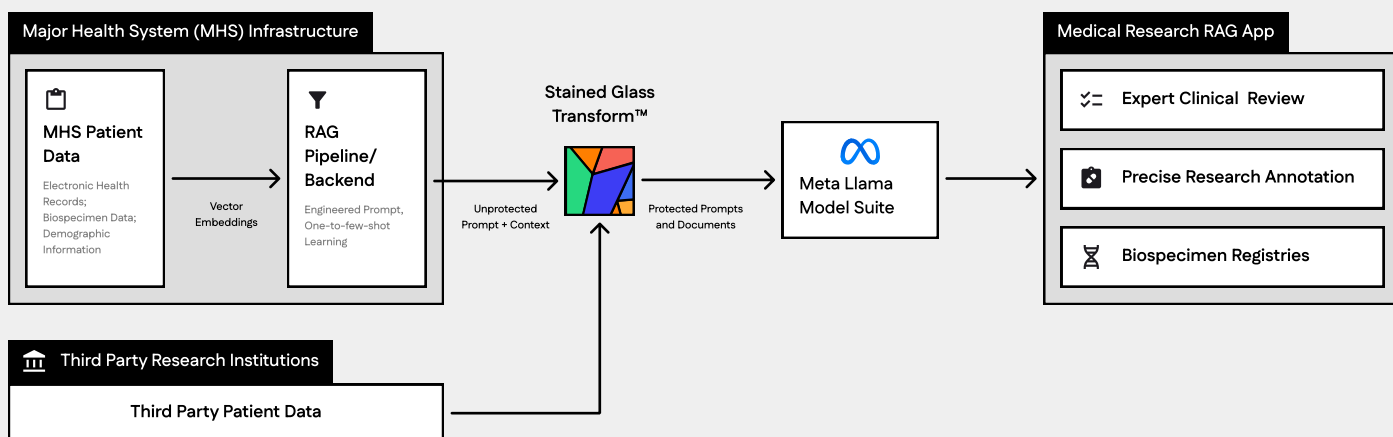 Major Health System (MHS) Infrastructure
MHS Patient
Data
Electronic Health
Records;
Biospecimen Data;
Demographic
Information
Vector
Embeddings
RAG
Pipeline/
Backend
Engineered Prompt,
One-to-few-shot
Learning
Unprotected
Prompt + Context
Stained Glass
Transform™
Protected Prompts
and Documents
Meta Llama
Model Suite
Medical Research RAG App
Expert Clinical Review
Precise Research Annotation
Biospecimen Registries
Third Party Research Institutions
Third Party Patient Data